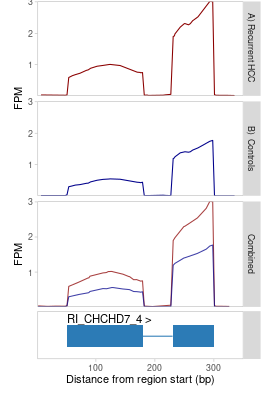 3
2
1
FPM
A) Recurrent HCC
3
2
1
B) Controls
3
2
1
FPM
Combined
RI_CHCHD7_4 >
100
200
300
Distance from region start (bp)